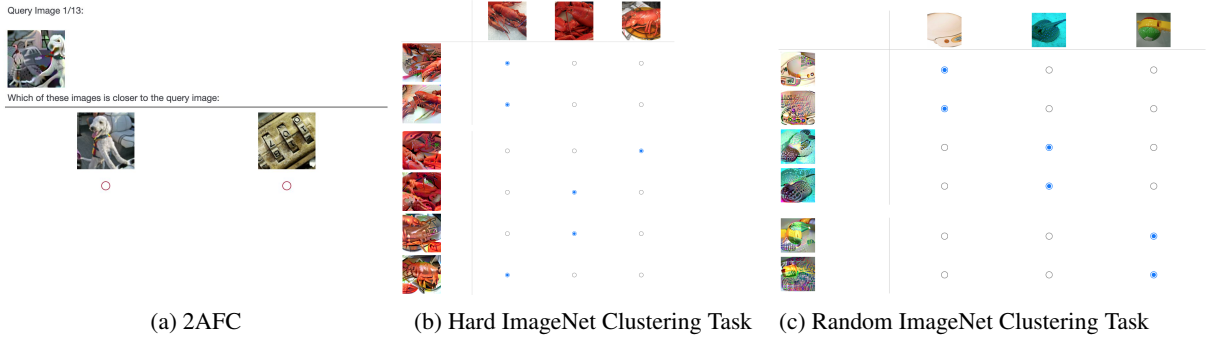 Query Image 1/13:
Which of these images is closer to the query image:
(a) 2AFC
(b) Hard ImageNet Clustering Task
(c) Random ImageNet Clustering Task